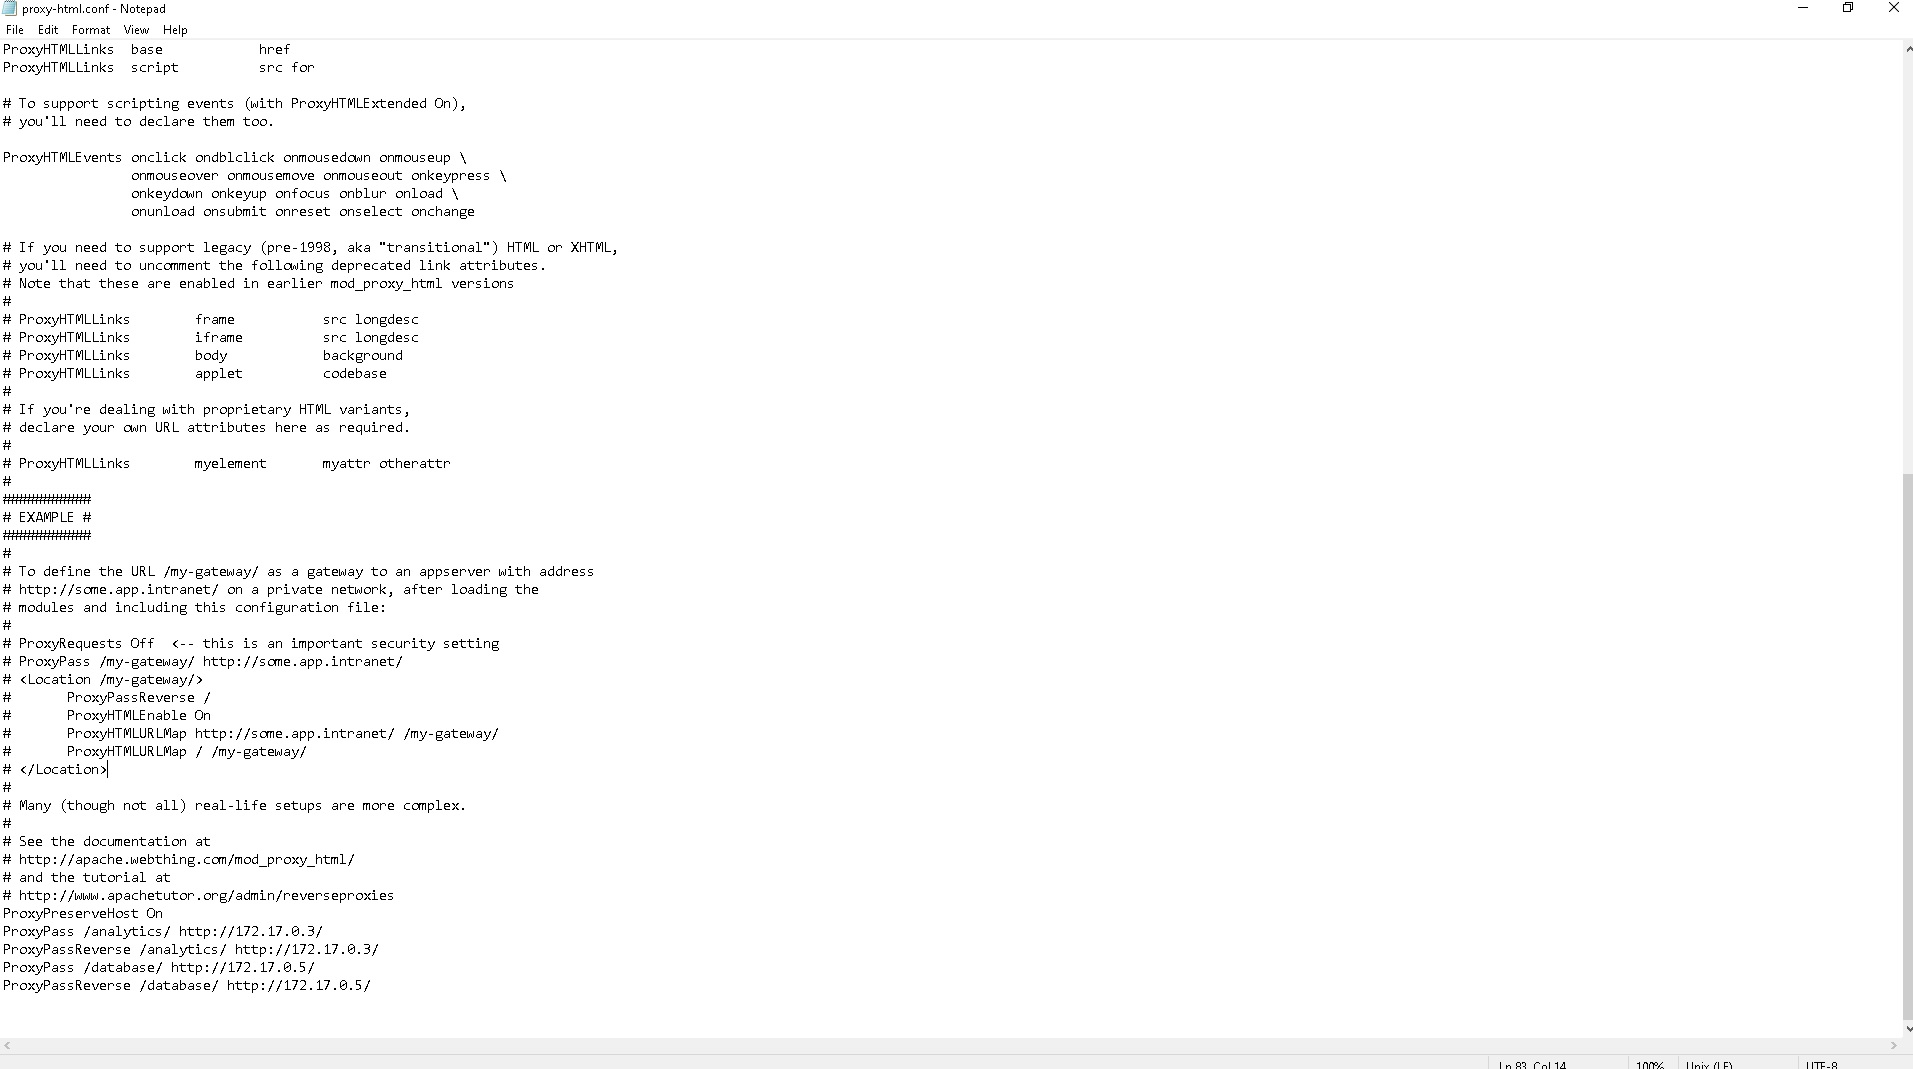 proxy-html.conf - Notepad
File Edit Format View Help
ProxyHTMLLinks  base            href
ProxyHTMLLinks  script          src for
# To support scripting events (with ProxyHTMLExtended On),
# you'll need to declare them too.
ProxyHTMLEvents onclick ondblclick onmousedown onmouseup \
                onmouseover onmousemove onmouseout onkeypress \
                onkeydown onkeyup onfocus onblur onload \
                onunload onsubmit onreset onselect onchange
# If you need to support legacy (pre-1998, aka "transitional") HTML or XHTML,
# you'll need to uncomment the following deprecated link attributes.
# Note that these are enabled in earlier mod_proxy_html versions
#
# ProxyHTMLLinks        frame           src longdesc
# ProxyHTMLLinks        iframe          src longdesc
# ProxyHTMLLinks        body            background
# ProxyHTMLLinks        applet          codebase
#
# If you're dealing with proprietary HTML variants,
# declare your own URL attributes here as required.
#
# ProxyHTMLLinks        myelement       myattr otherattr
#
###########
# EXAMPLE #
###########
#
# To define the URL /my-gateway/ as a gateway to an appserver with address
# http://some.app.intranet/ on a private network, after loading the
# modules and including this configuration file:
#
# ProxyRequests Off  <-- this is an important security setting
# ProxyPass /my-gateway/ http://some.app.intranet/
# <Location /my-gateway/>
#       ProxyPassReverse /
#       ProxyHTMLEnable On
#       ProxyHTMLURLMap http://some.app.intranet/ /my-gateway/
#       ProxyHTMLURLMap / /my-gateway/
# </Location>
#
# Many (though not all) real-life setups are more complex.
#
# See the documentation at
# http://apache.webthing.com/mod_proxy_html/
# and the tutorial at
# http://www.apachetutor.org/admin/reverseproxies
ProxyPreserveHost On
ProxyPass /analytics/ http://172.17.0.3/
ProxyPassReverse /analytics/ http://172.17.0.3/
ProxyPass /database/ http://172.17.0.5/
ProxyPassReverse /database/ http://172.17.0.5/
Ln 83, Col 14 100% Unix (LF) UTF-8